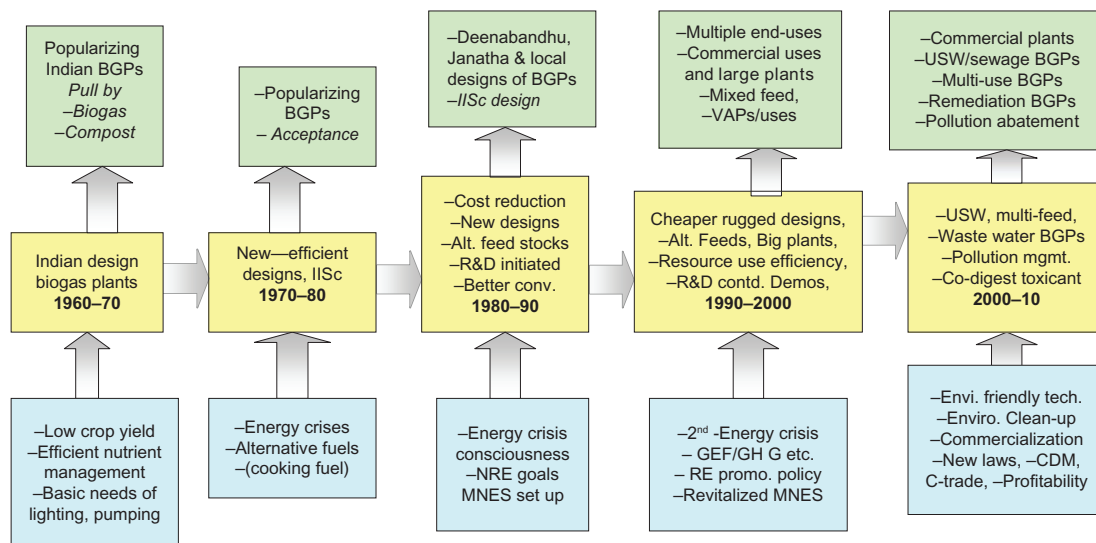 Popularizing
Indian BGPs
Pull by
–Biogas
–Compost
–Popularizing
BGPs
– Acceptance
–Deenabandhu,
Janatha & local
designs of BGPs
–IISc design
–Multiple end-uses
–Commercial uses
and large plants
–Mixed feed,
–VAPs/uses
–Commercial plants
–USW/sewage BGPs
–Multi-use BGPs
–Remediation BGPs
–Pollution abatement
Indian design
biogas plants
1960–70
New—efficient
designs, IISc
1970–80
–Cost reduction
–New designs
–Alt. feed stocks
–R&D initiated
–Better conv.
1980–90
Cheaper rugged designs,
–Alt. Feeds, Big plants,
–Resource use efficiency,
–R&D contd. Demos,
1990–2000
–USW, multi-feed,
–Waste water BGPs
–Pollution mgmt.
–Co-digest toxicant
2000–10
–Low crop yield
–Efficient nutrient
management
–Basic needs of
lighting, pumping
–Energy crises
–Alternative fuels
–(cooking fuel)
–Energy crisis
consciousness
–NRE goals
MNES set up
–2nd -Energy crisis
– GEF/GH G etc.
– RE promo. policy
–Revitalized MNES
–Envi. friendly tech.
–Enviro. Clean-up
–Commercialization
–New laws, –CDM,
C-trade, –Profitability